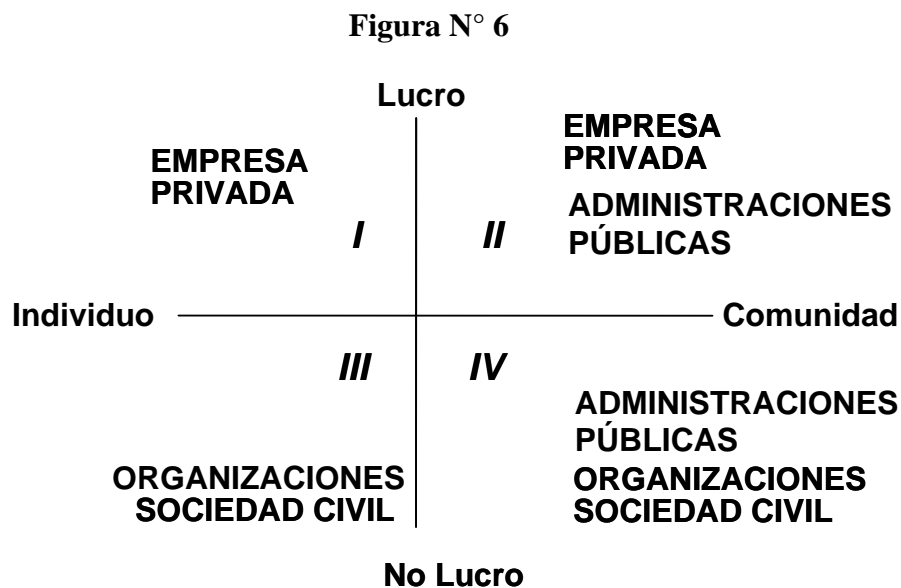 Figura N° 6
Lucro
EMPRESA
PRIVADA
EMPRESA
PRIVADA
ADMINISTRACIONES
PÚBLICAS
I
II
Individuo
Comunidad
III
IV
ADMINISTRACIONES
PÚBLICAS
ORGANIZACIONES
SOCIEDAD CIVIL
ORGANIZACIONES
SOCIEDAD CIVIL
No Lucro